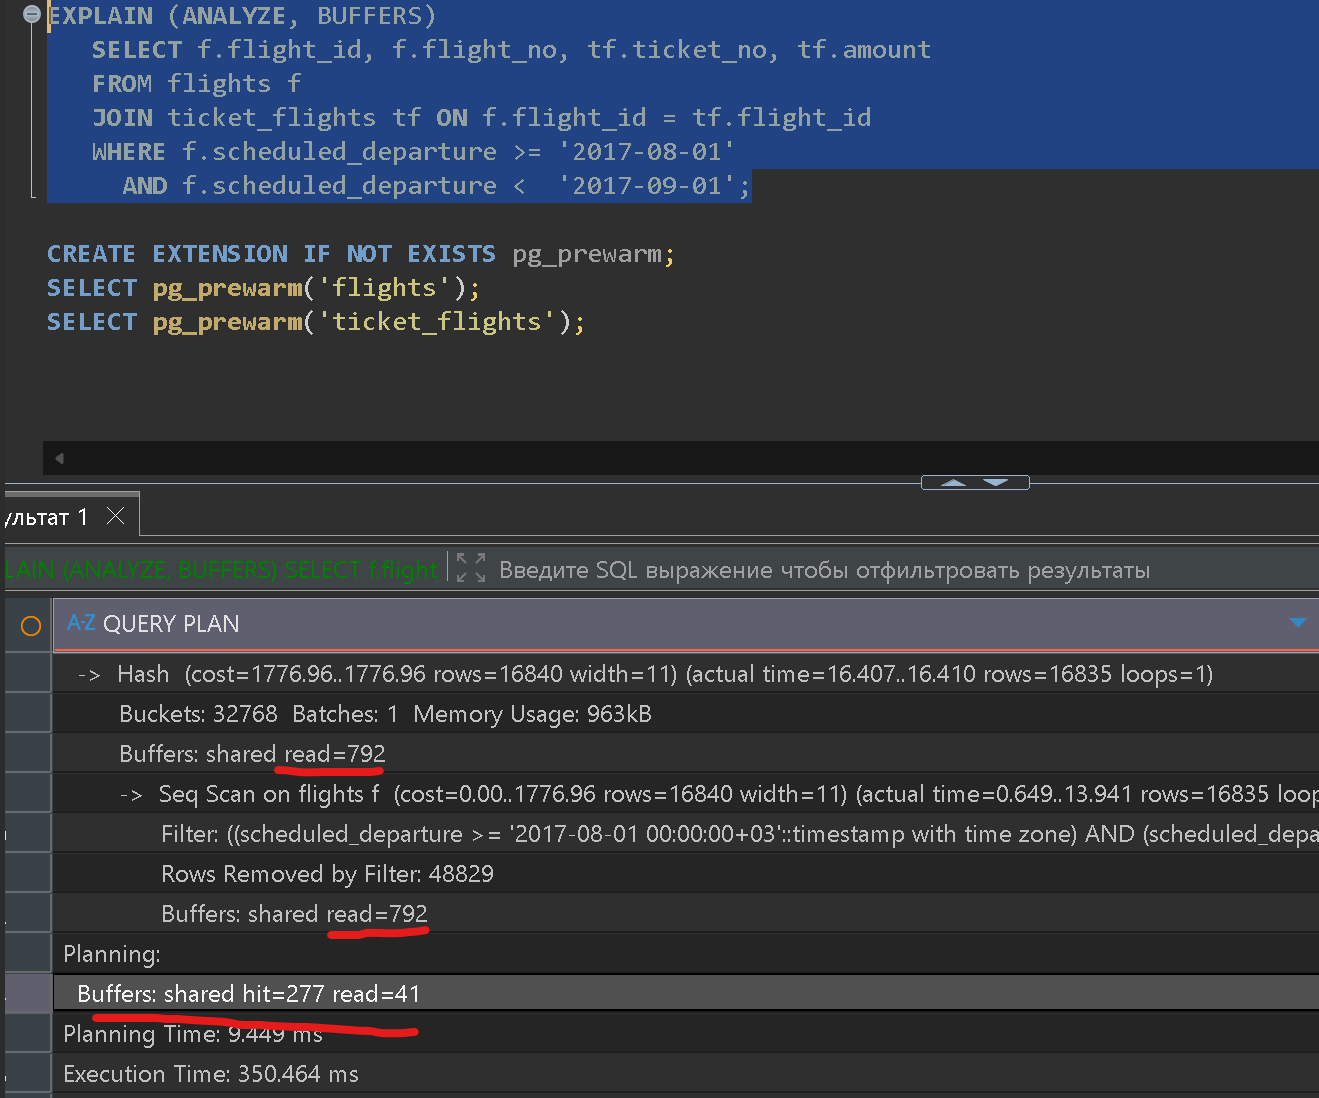 EXPLAIN (ANALYZE, BUFFERS)
SELECT f.flight_id, f.flight_no, tf.ticket_no, tf.amount
FROM flights f
JOIN ticket_flights tf ON f.flight_id = tf.flight_id
WHERE f.scheduled_departure >= '2017-08-01'
AND f.scheduled_departure < '2017-09-01';
CREATE EXTENSION IF NOT EXISTS pg_prewarm;
SELECT pg_prewarm('flights');
SELECT pg_prewarm('ticket_flights');
ультат 1
LAIN (ANALYZE, BUFFERS) SELECT f.flight Введите SQL выражение чтобы отфильтровать результаты
A-Z QUERY PLAN
-> Hash (cost=1776.96..1776.96 rows=16840 width=11) (actual time=16.407..16.410 rows=16835 loops=1)
Buckets: 32768 Batches: 1 Memory Usage: 963kB
Buffers: shared read=792
-> Seq Scan on flights f (cost=0.00..1776.96 rows=16840 width=11) (actual time=0.649..13.941 rows=16835 loop
Filter: ((scheduled_departure >= '2017-08-01 00:00:00+03'::timestamp with time zone) AND (scheduled_depa
Rows Removed by Filter: 48829
Buffers: shared read=792
Planning:
Buffers: shared hit=277 read=41
Planning Time: 9.449 ms
Execution Time: 350.464 ms